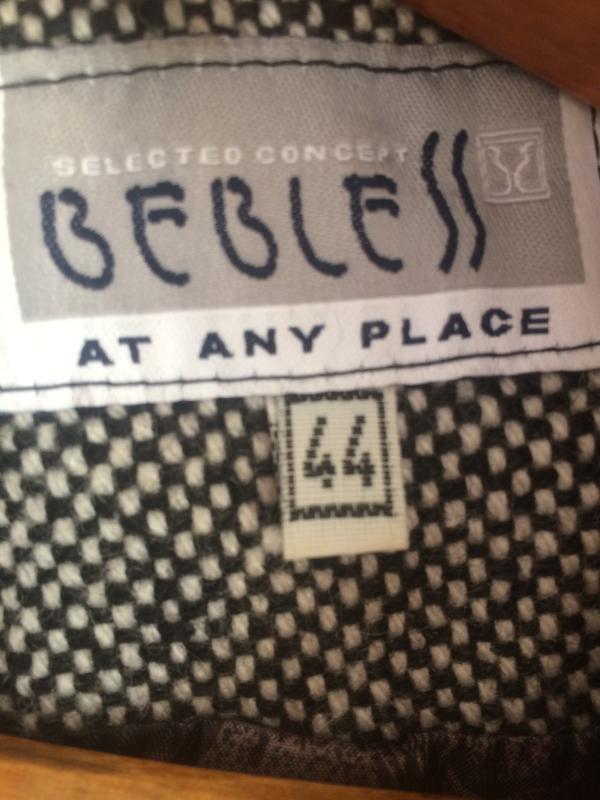 SELECTED CONCEPT
BEBLESS
AT ANY PLACE
44